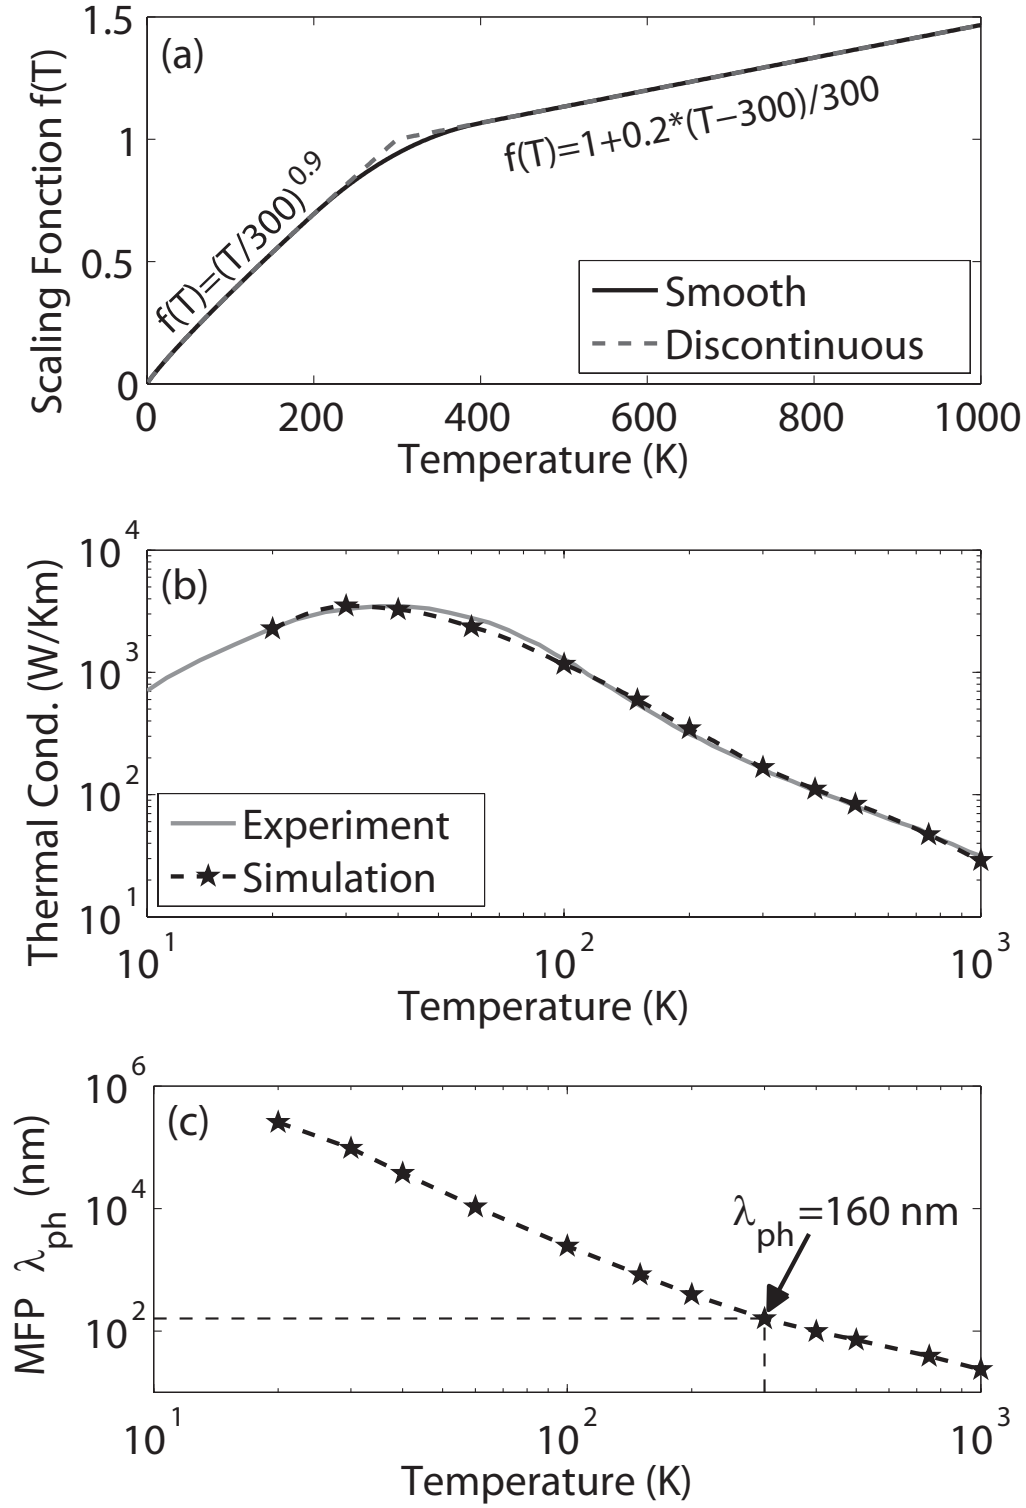 (a)
Scaling Fonction f(T)
1.5
1
0.5
0
f(T)=(T/300)^0.9
f(T)=1+0.2*(T−300)/300
Smooth
Discontinuous
0 200 400 600 800 1000
Temperature (K)
(b)
Thermal Cond. (W/Km)
10^4
10^3
10^2
10^1
Experiment
Simulation
10^1 10^2 10^3
Temperature (K)
(c)
MFP λ_ph (nm)
10^6
10^4
10^2
λ_ph=160 nm
10^1 10^2 10^3
Temperature (K)